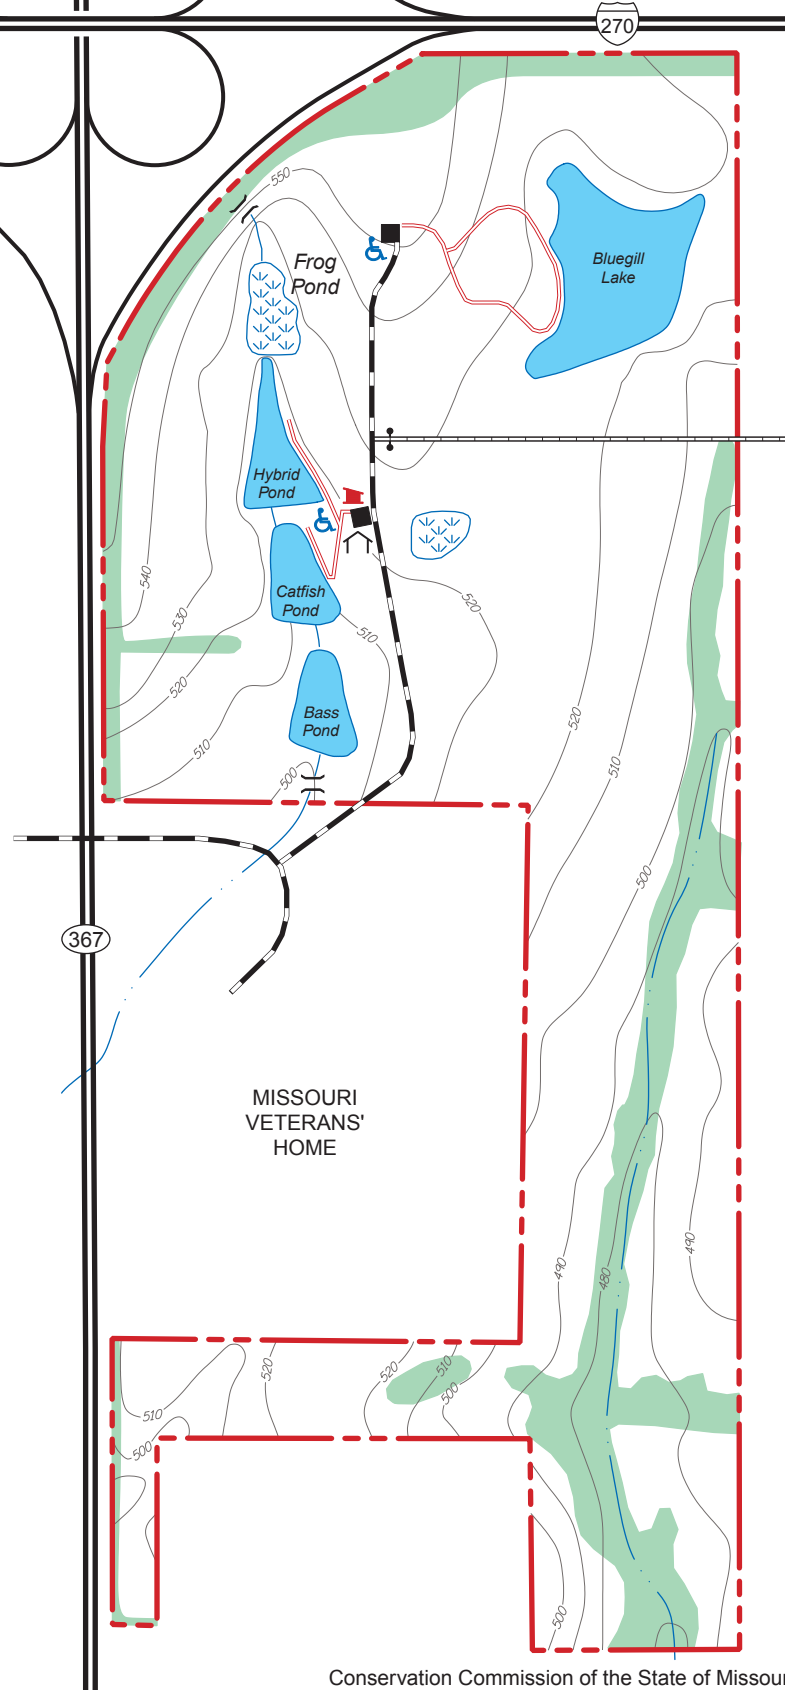 270
550
Frog
Pond
Bluegill
Lake
Hybrid
Pond
540
Catfish
Pond
520
530
510
520
Bass
Pond
520
510
510
500
500
367
MISSOURI
VETERANS'
HOME
490
490
480
520
520
510
500
510
500
500
Conservation Commission of the State of Missour